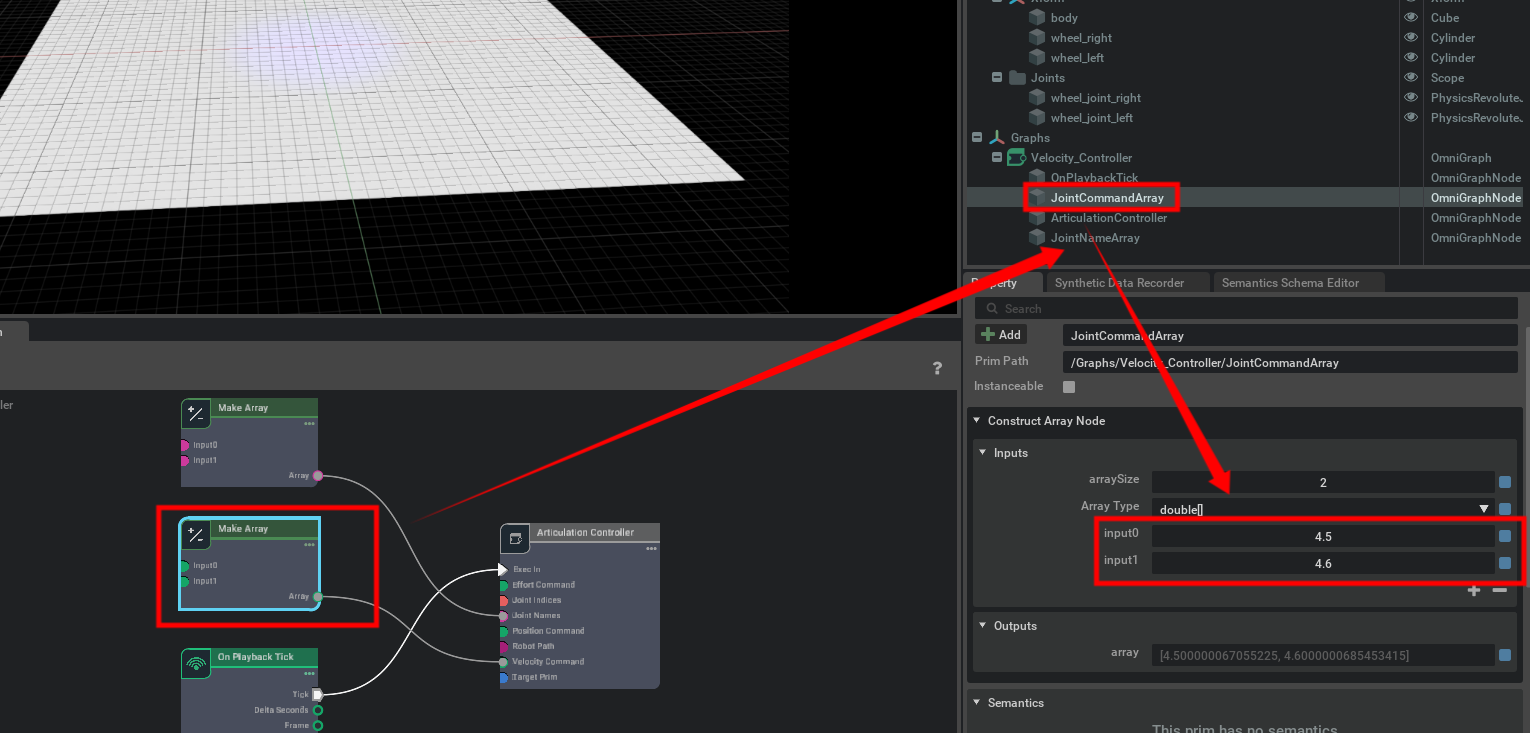 Xform
Xform
body
Cube
wheel_right
Cylinder
wheel_left
Cylinder
Joints
Scope
wheel_joint_right
PhysicsRevolute.
wheel_joint_left
PhysicsRevolute.
Graphs
Velocity_Controller
OmniGraph
OnPlaybackTick
OmniGraphNode
JointCommandArray
OmniGraphNode
ArticulationController
OmniGraphNode
JointNameArray
OmniGraphNode
Property
Synthetic Data Recorder
Semantics Schema Editor
Search
Add
JointCommandArray
Prim Path
/Graphs/Velocity_Controller/JointCommandArray
Instanceable
Construct Array Node
Inputs
arraySize
2
Array Type
double[]
input0
4.5
input1
4.6
Outputs
array
[4.500000067055225, 4.6000000685453415]
Semantics
This prim has no semantics
n
?
ler
Make Array
Input0
Input1
Array
Make Array
Input0
Input1
Array
On Playback Tick
Tick
Delta Seconds
Frame
Articulation Controller
Exec In
Effort Command
Joint Indices
Joint Names
Position Command
Robot Path
Velocity Command
Target Prim